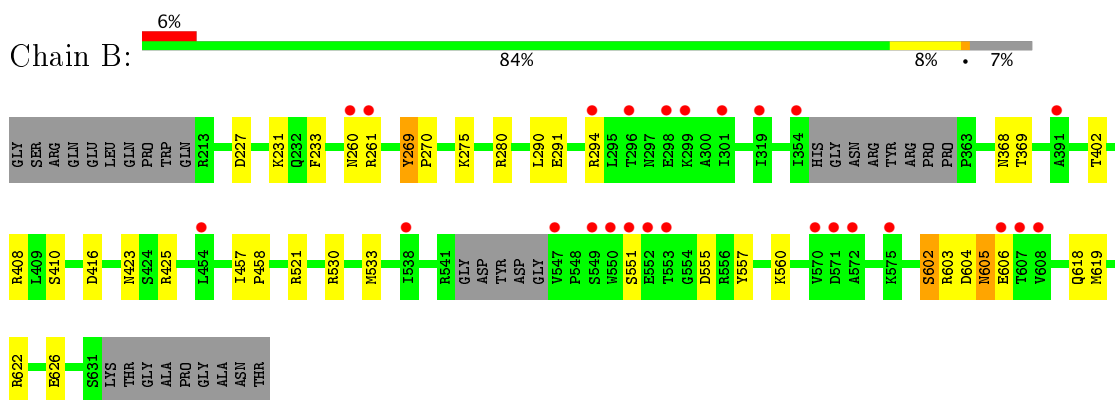 6%
Chain B:
84% 8% • 7%
GLY SER ARG GLN GLU LEU GLN PRO TRP GLN R213 D227 K231 Q232 F233 N260 R261 Y269 P270 K275 R280 L290 E291 R294 L295 T296 N297 E298 K299 A300 I301 I319 I354 HIS GLY ASN ARG TYR ARG PRO PRO P363 N368 T369 A391 T402
R408 L409 S410 D416 N423 S424 R425 L454 I457 P458 R521 R530 M533 I538 R541 GLY ASP TYR ASP GLY V547 P548 S549 W550 S551 E552 T553 G554 D555 R556 Y557 K560 V570 D571 A572 K575 S602 R603 D604 N605 E606 T607 V608 Q618 M619
R622 E626 S631 LYS THR GLY ALA PRO GLY ALA ASN THR